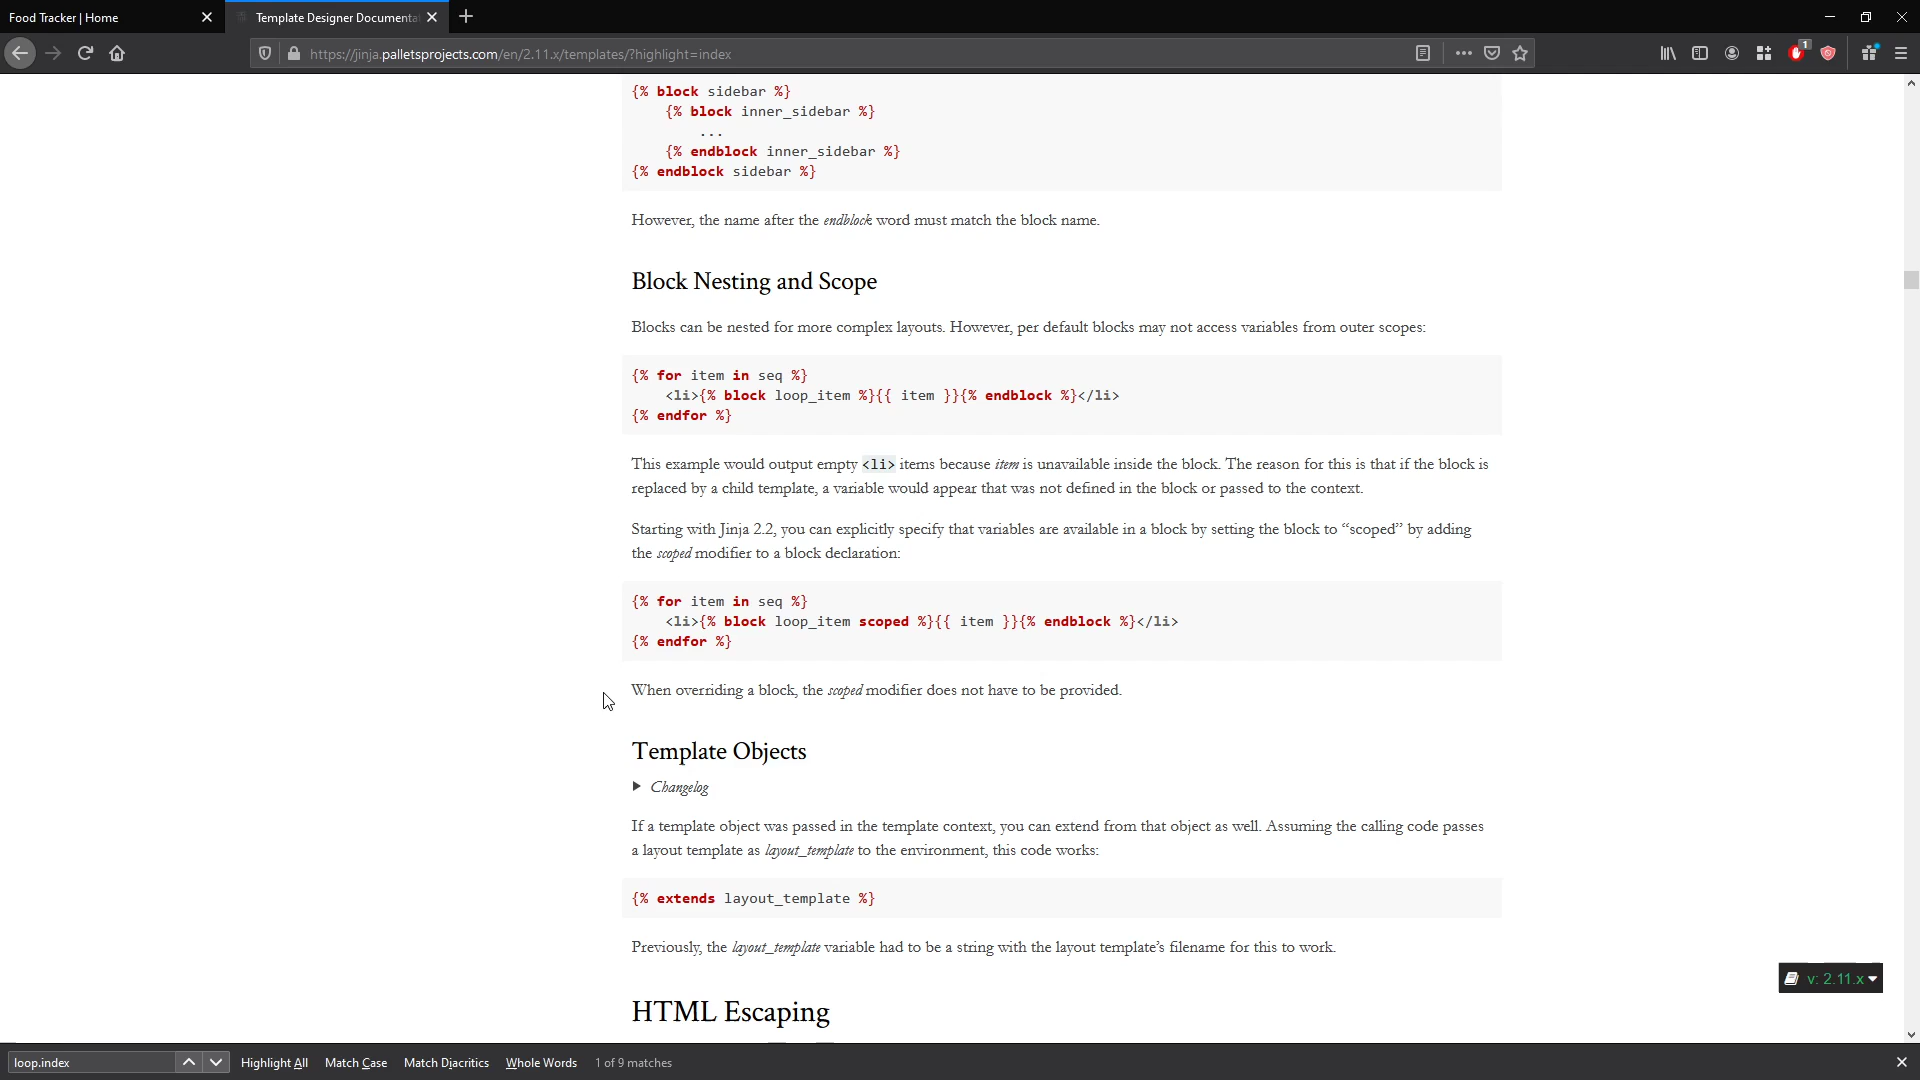 Food Tracker | Home
Template Designer Documenta
https://jinja.palletsprojects.com/en/2.11.x/templates/?highlight=index
1
{% block sidebar %}
{% block inner_sidebar %}
...
{% endblock inner_sidebar %}
{% endblock sidebar %}
However, the name after the endblock word must match the block name.
Block Nesting and Scope
Blocks can be nested for more complex layouts. However, per default blocks may not access variables from outer scopes:
{% for item in seq %}
<li>{% block loop_item %}{{ item }}{% endblock %}</li>
{% endfor %}
This example would output empty <li> items because item is unavailable inside the block. The reason for this is that if the block is
replaced by a child template, a variable would appear that was not defined in the block or passed to the context.
Starting with Jinja 2.2, you can explicitly specify that variables are available in a block by setting the block to “scoped” by adding
the scoped modifier to a block declaration:
{% for item in seq %}
<li>{% block loop_item scoped %}{{ item }}{% endblock %}</li>
{% endfor %}
When overriding a block, the scoped modifier does not have to be provided.
Template Objects
Changelog
If a template object was passed in the template context, you can extend from that object as well. Assuming the calling code passes
a layout template as layout_template to the environment, this code works:
{% extends layout_template %}
Previously, the layout_template variable had to be a string with the layout template’s filename for this to work.
v: 2.11.x
HTML Escaping
loop.index Highlight All Match Case Match Diacritics Whole Words 1 of 9 matches